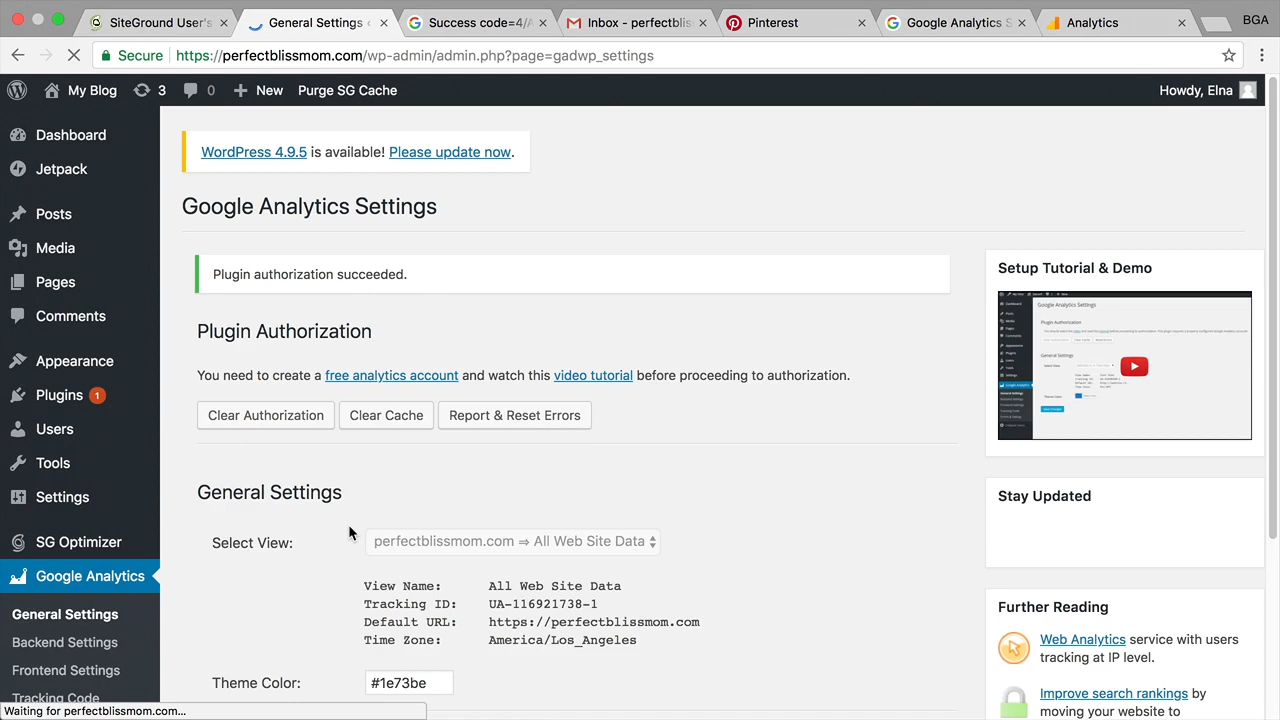 SiteGround User's
General Settings
Success code=4/A
Inbox - perfectblis
Pinterest
Google Analytics S
Analytics
BGA
Secure
https://perfectblissmom.com/wp-admin/admin.php?page=gadwp_settings
My Blog
3
0
New
Purge SG Cache
Howdy, Elna
Dashboard
Jetpack
Posts
Media
Pages
Comments
Appearance
Plugins 1
Users
Tools
Settings
SG Optimizer
Google Analytics
General Settings
Backend Settings
Frontend Settings
Tracking Code
WordPress 4.9.5 is available! Please update now.
Google Analytics Settings
Plugin authorization succeeded.
Plugin Authorization
You need to create a free analytics account and watch this video tutorial before proceeding to authorization.
Clear Authorization
Clear Cache
Report & Reset Errors
General Settings
Select View: perfectblissmom.com ⇒ All Web Site Data
View Name: All Web Site Data
Tracking ID: UA-116921738-1
Default URL: https://perfectblissmom.com
Time Zone: America/Los_Angeles
Theme Color: #1e73be
Setup Tutorial & Demo
Google Analytics Settings
Plugin Authorization
General Settings
Stay Updated
Further Reading
Web Analytics service with users
tracking at IP level.
Improve search rankings by
moving your website to
Waiting for perfectblissmom.com...